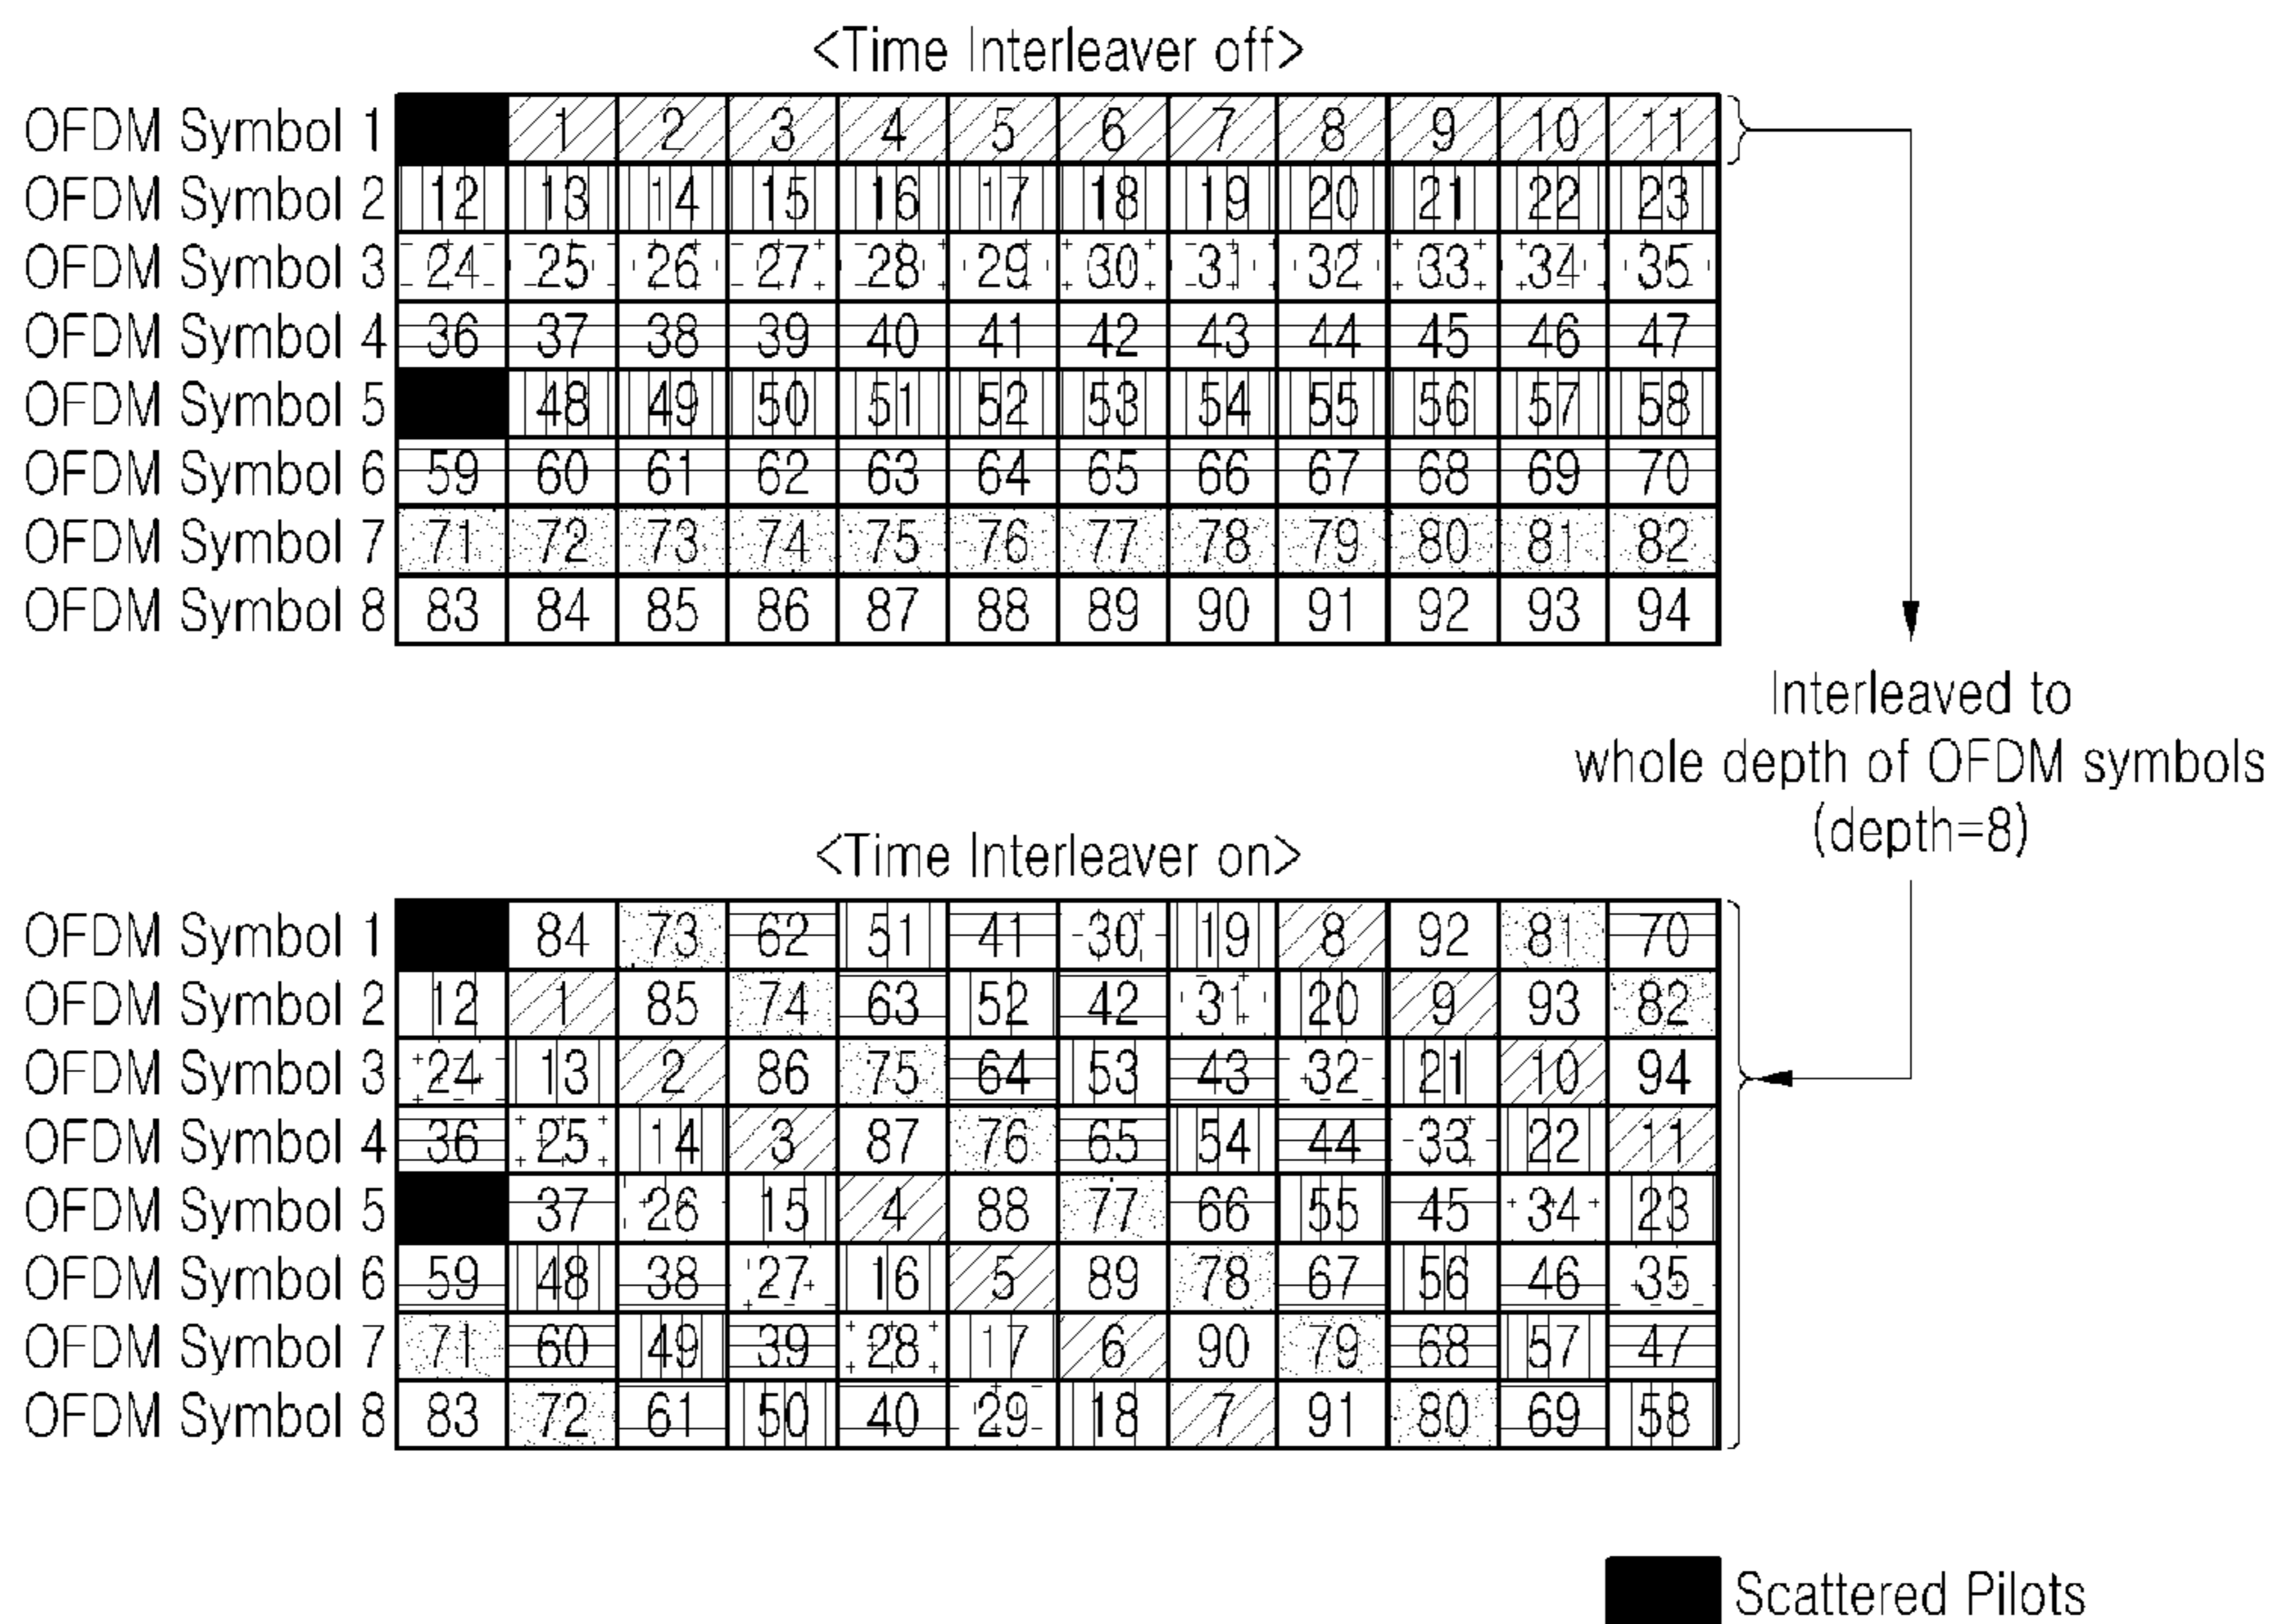 <Time Interleaver off>
OFDM Symbol 1 1 2 3 4 5 6 7 8 9 10 11
OFDM Symbol 2 12 13 14 15 16 17 18 19 20 21 22 23
OFDM Symbol 3 24 25 26 27 28 29 30 31 32 33 34 35
OFDM Symbol 4 36 37 38 39 40 41 42 43 44 45 46 47
OFDM Symbol 5 48 49 50 51 52 53 54 55 56 57 58
OFDM Symbol 6 59 60 61 62 63 64 65 66 67 68 69 70
OFDM Symbol 7 71 72 73 74 75 76 77 78 79 80 81 82
OFDM Symbol 8 83 84 85 86 87 88 89 90 91 92 93 94
Interleaved to
whole depth of OFDM symbols
(depth=8)
<Time Interleaver on>
OFDM Symbol 1 84 73 62 51 41 30 19 8 92 81 70
OFDM Symbol 2 12 1 85 74 63 52 42 31 20 9 93 82
OFDM Symbol 3 24 13 2 86 75 64 53 43 32 21 10 94
OFDM Symbol 4 36 25 14 3 87 76 65 54 44 33 22 11
OFDM Symbol 5 37 26 15 4 88 77 66 55 45 34 23
OFDM Symbol 6 59 48 38 27 16 5 89 78 67 56 46 35
OFDM Symbol 7 71 60 49 39 28 17 6 90 79 68 57 47
OFDM Symbol 8 83 72 61 50 40 29 18 7 91 80 69 58
Scattered Pilots